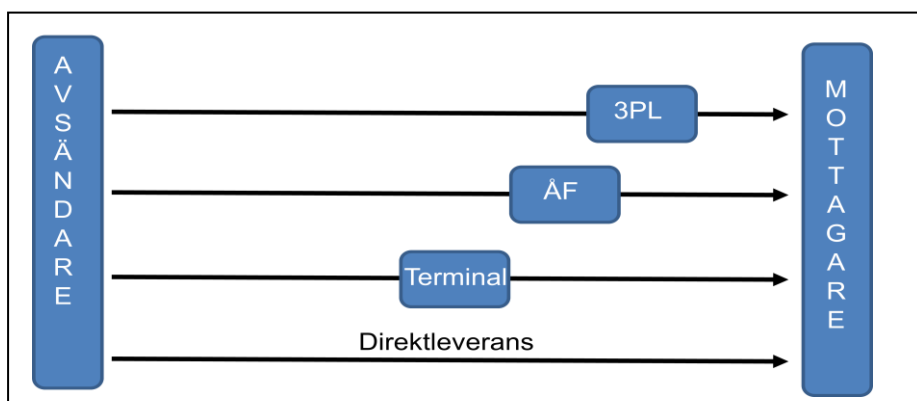 AVSÄNDARE
3PL
ÅF
Terminal
Direktleverans
MOTTAGARE